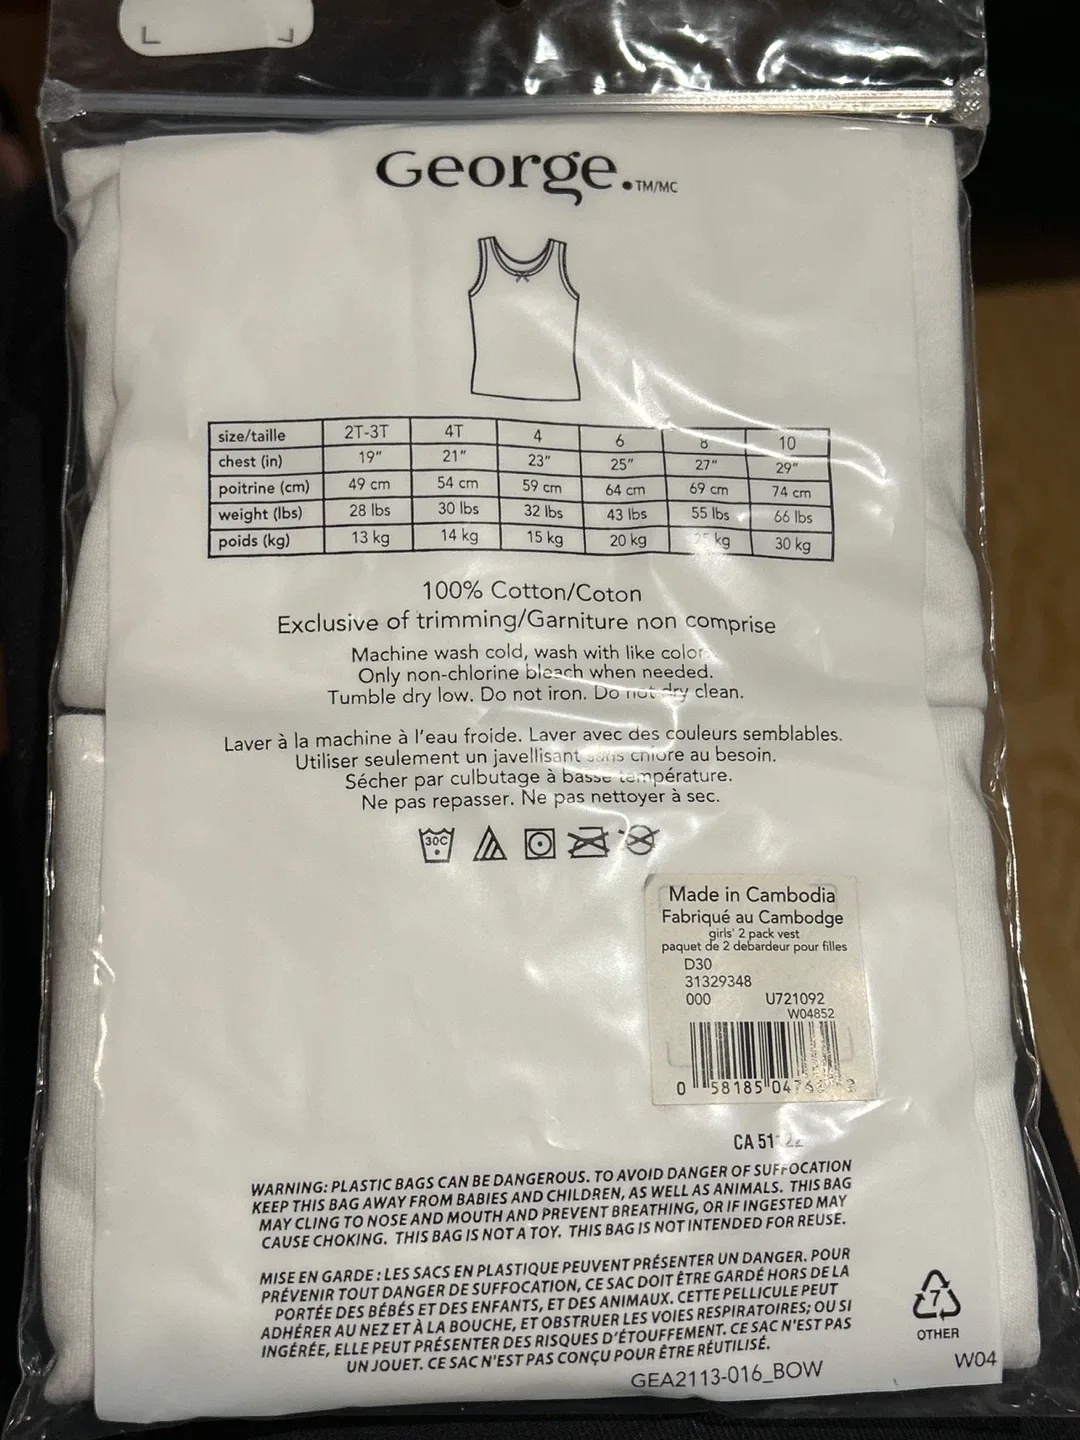 George.TM/MC
size/taille 2T-3T 4T 4 6 8 10
chest (in) 19" 21" 23" 25" 27" 29"
poitrine (cm) 49 cm 54 cm 59 cm 64 cm 69 cm 74 cm
weight (lbs) 28 lbs 30 lbs 32 lbs 43 lbs 55 lbs 66 lbs
poids (kg) 13 kg 14 kg 15 kg 20 kg kg 30 kg
100% Cotton/Coton
Exclusive of trimming/Garniture non comprise
Machine wash cold, wash with like
Only non-chlorine bleach when needed.
Tumble dry low. Do not iron. Do not dry clean.
Laver à la machine à l'eau froide. Laver avec des couleurs semblables.
Utiliser seulement un javellisant sans chlore au besoin.
Sécher par culbutage à basse température.
Ne pas repasser. Ne pas nettoyer à sec.
30C
Made in Cambodia
Fabriqué au Cambodge
girls' 2 pack vest
paquet de 2 debardeur pour filles
D30
31329348
000 U721092
W04852
0 58185
CA
WARNING: PLASTIC BAGS CAN BE DANGEROUS. TO AVOID DANGER OF SUFFOCATION
KEEP THIS BAG AWAY FROM BABIES AND CHILDREN, AS WELL AS ANIMALS. THIS BAG
MAY CLING TO NOSE AND MOUTH AND PREVENT BREATHING, OR IF INGESTED MAY
CAUSE CHOKING. THIS BAG IS NOT A TOY. THIS BAG IS NOT INTENDED FOR REUSE.
MISE EN GARDE : LES SACS EN PLASTIQUE PEUVENT PRÉSENTER UN DANGER. POUR
PRÉVENIR TOUT DANGER DE SUFFOCATION, CE SAC DOIT ÊTRE GARDÉ HORS DE LA
PORTÉE DES BÉBÉS ET DES ENFANTS, ET DES ANIMAUX. CETTE PELLICULE PEUT
ADHÉRER AU NEZ ET À LA BOUCHE, ET OBSTRUER LES VOIES RESPIRATOIRES; OU SI
INGÉRÉE, ELLE PEUT PRÉSENTER DES RISQUES D'ÉTOUFFEMENT. CE SAC N'EST PAS
UN JOUET. CE SAC N'EST PAS CONÇU POUR ÊTRE RÉUTILISÉ.
7
OTHER
W04
GEA2113-016_BOW